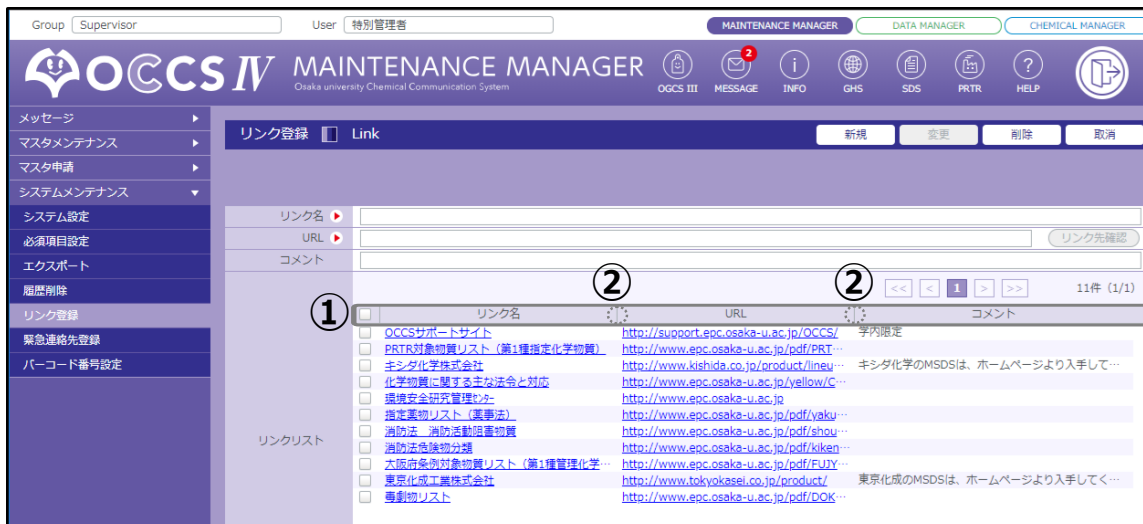 Group Supervisor User 特別管理者 MAINTENANCE MANAGER DATA MANAGER CHEMICAL MANAGER
OCCS IV MAINTENANCE MANAGER
Osaka university Chemical Communication System
2
OGCS III MESSAGE INFO GHS SDS PRTR HELP
メッセージ
マスタメンテナンス
マスタ申請
システムメンテナンス
システム設定
必須項目設定
エクスポート
履歴削除
リンク登録
緊急連絡先登録
バーコード番号設定
リンク登録 Link 新規 変更 削除 取消
リンク名
URL リンク先確認
コメント
② ② << < 1 > >> 11件 (1/1)
① リンク名 URL コメント
リンクリスト
OCCSサポートサイト http://support.epc.osaka-u.ac.jp/OCCS/ 学内限定
PRTR対象物質リスト（第1種指定化学物質） http://www.epc.osaka-u.ac.jp/pdf/PRT…
キシダ化学株式会社 http://www.kishida.co.jp/product/lineu… キシダ化学のMSDSは、ホームページより入手して…
化学物質に関する主な法令と対応 http://www.epc.osaka-u.ac.jp/yellow/C…
環境安全研究管理ｾﾝﾀｰ http://www.epc.osaka-u.ac.jp
指定薬物リスト（薬事法） http://www.epc.osaka-u.ac.jp/pdf/yaku…
消防法　消防活動阻害物質 http://www.epc.osaka-u.ac.jp/pdf/shou…
消防法危険物分類 http://www.epc.osaka-u.ac.jp/pdf/kiken…
大阪府条例対象物質リスト（第1種管理化学… http://www.epc.osaka-u.ac.jp/pdf/FUJY…
東京化成工業株式会社 http://www.tokyokasei.co.jp/product/ 東京化成のMSDSは、ホームページより入手してく…
毒劇物リスト http://www.epc.osaka-u.ac.jp/pdf/DOK…